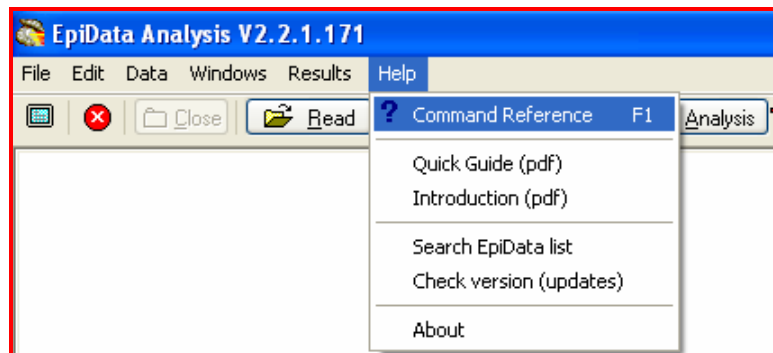 EpiData Analysis V2.2.1.171
File Edit Data Windows Results Help
Close Read Analysis
? Command Reference F1
Quick Guide (pdf)
Introduction (pdf)
Search EpiData list
Check version (updates)
About